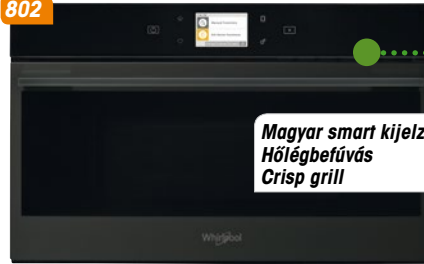 802
Magyar smart kijelz
Hőlégbefúvás
Crisp grill
Whirlpool